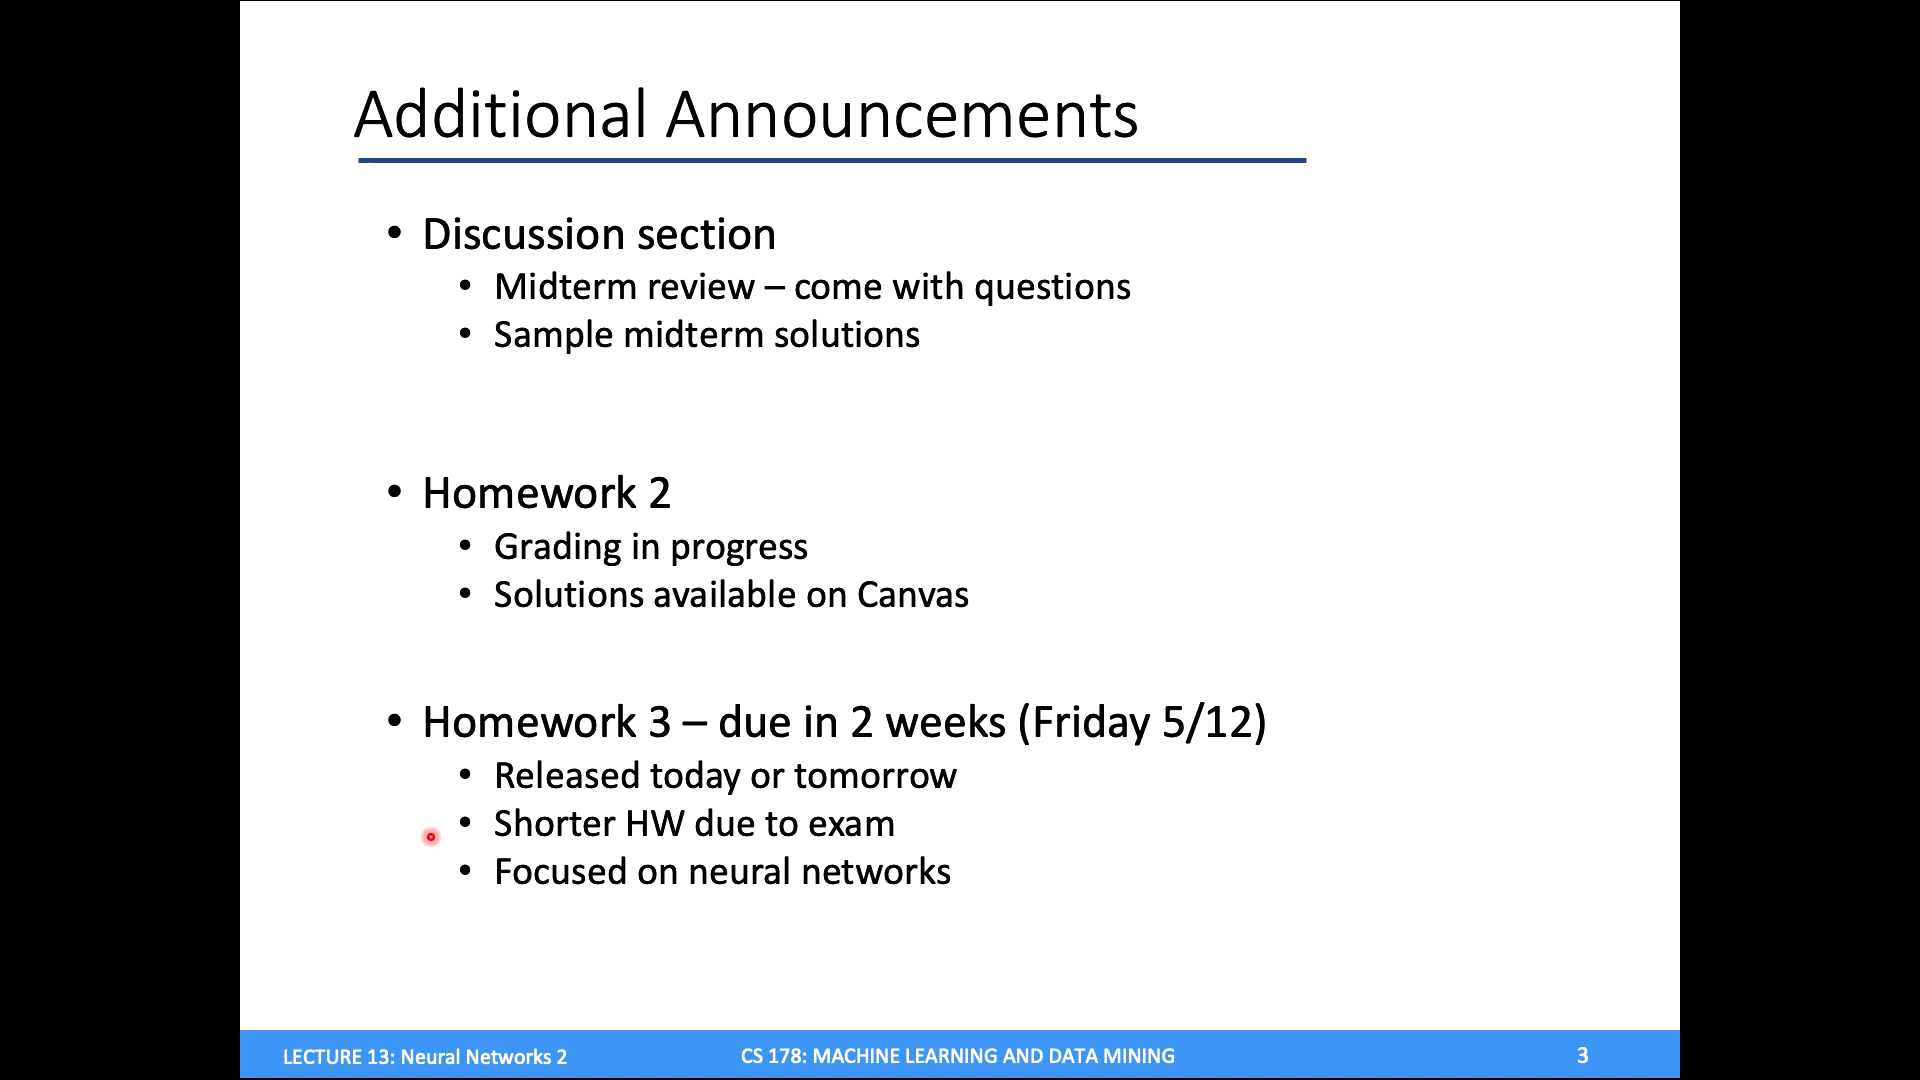 Additional Announcements
• Discussion section
• Midterm review – come with questions
• Sample midterm solutions
• Homework 2
• Grading in progress
• Solutions available on Canvas
• Homework 3 – due in 2 weeks (Friday 5/12)
• Released today or tomorrow
• Shorter HW due to exam
• Focused on neural networks
LECTURE 13: Neural Networks 2 CS 178: MACHINE LEARNING AND DATA MINING 3